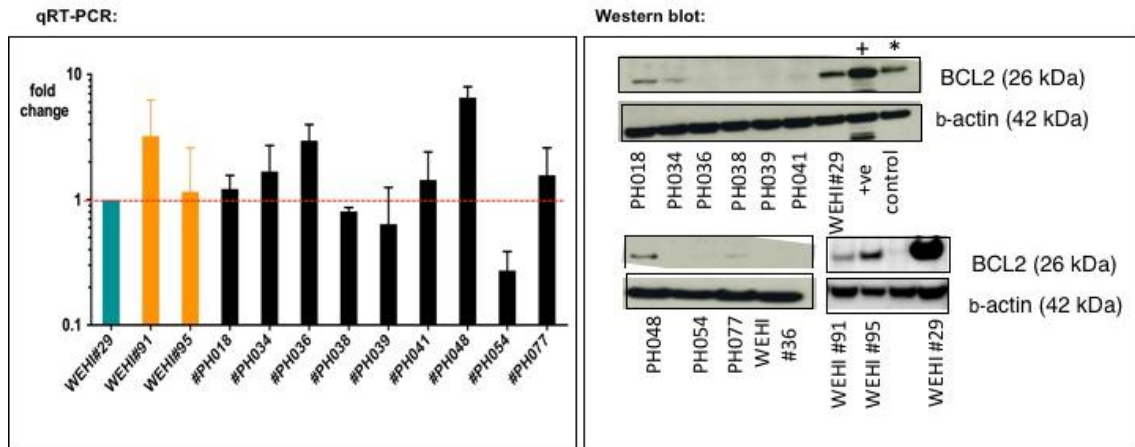 qRT-PCR:
Western blot:
fold
change
10
1
0.1
WEHI#29
WEHI#91
WEHI#95
#PH018
#PH034
#PH036
#PH038
#PH039
#PH041
#PH048
#PH054
#PH077
+ *
BCL2 (26 kDa)
b-actin (42 kDa)
PH018
PH034
PH036
PH038
PH039
PH041
WEHI#29
+ve
control
BCL2 (26 kDa)
b-actin (42 kDa)
PH048
PH054
PH077
WEHI
#36
WEHI #91
WEHI #95
WEHI #29